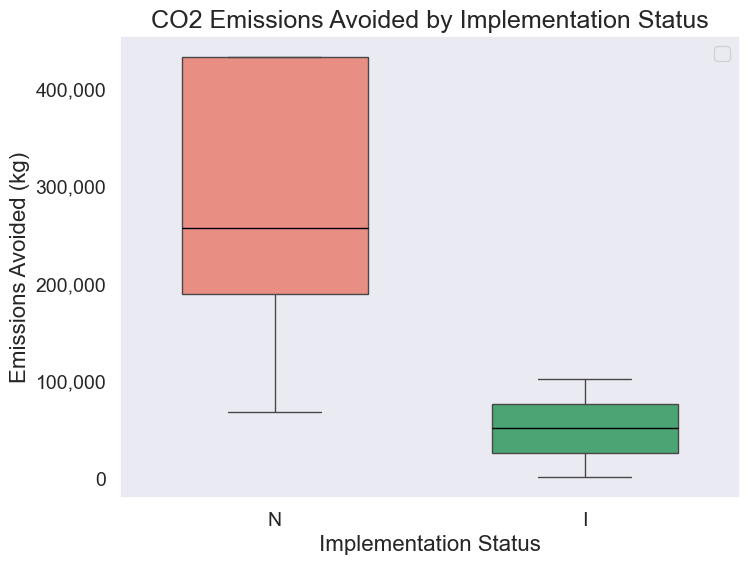 CO2 Emissions Avoided by Implementation Status
Emissions Avoided (kg)
400,000
300,000
200,000
100,000
0
N
I
Implementation Status